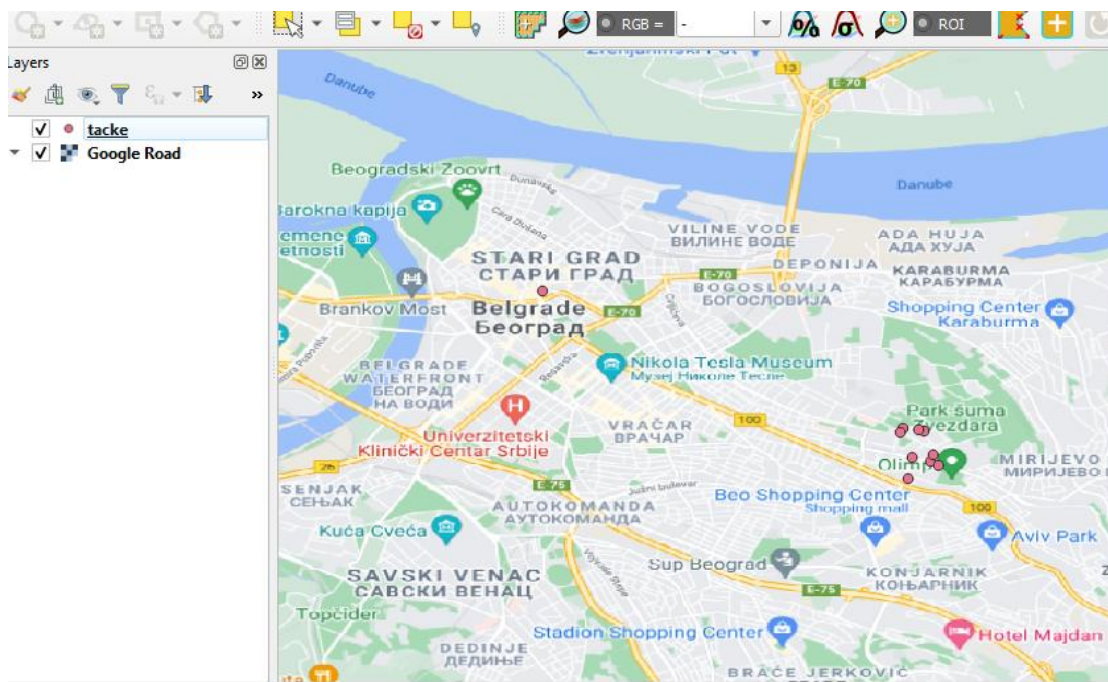 RGB = -
ROI
Layers
tacke
Google Road
Danube
13
E-70
Beogradski Zoovrt
Dunavska
Danube
Barokna kapija
Cara Dušana
VILINE VODE
ВИЛИНЕ ВОДЕ
ADA HUJA
АДА ХУЈА
STARI GRAD
СТАРИ ГРАД
E-70
DEPONIJA
KARABURMA
КАРАБУРМА
BOGOSLOVIJA
БОГОСЛОВИЈА
Brankov Most
Belgrade
Београд
E-70
Shopping Center
Karaburma
BELGRADE
WATERFRONT
БЕОГРАД
НА ВОДИ
Resavska
Nikola Tesla Museum
Музеј Николе Тесле
VRAČAR
ВРАЧАР
100
Park šuma
Zvezdara
Univerzitetski
Klinički Centar Srbije
Olimp
MIRIJEVO
МИРИЈЕВО
SENJAK
СЕЊАК
E-75
Južni bulevar
AUTOKOMANDA
АУТОКОМАНДА
Beo Shopping Center
Shopping mall
100
Kuća Cveća
Aviv Park
SAVSKI VENAC
САВСКИ ВЕНАЦ
Sup Beograd
KONJARNIK
КОЊАРНИК
E-75
Topčider
Stadion Shopping Center
Hotel Majdan
DEDINJE
ДЕДИЊЕ
BRAĆE JERKOVIĆ